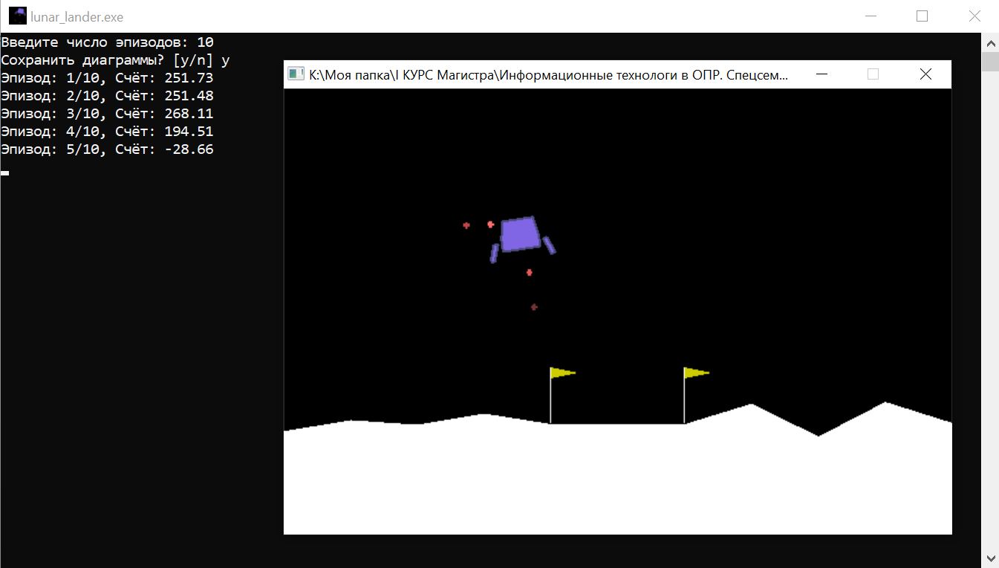 lunar_lander.exe
Введите число эпизодов: 10
Сохранить диаграммы? [y/n] y
Эпизод: 1/10, Счёт: 251.73
Эпизод: 2/10, Счёт: 251.48
Эпизод: 3/10, Счёт: 268.11
Эпизод: 4/10, Счёт: 194.51
Эпизод: 5/10, Счёт: -28.66
K:\Моя папка\I КУРС Магистра\Информационные технологи в ОПР. Спецсем...